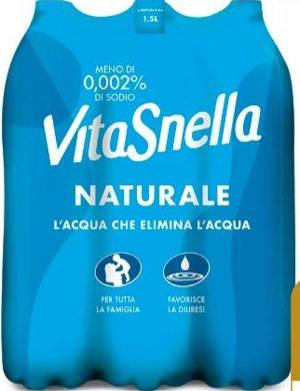 1,5L
MENO DI
0,002%
DI SODIO
VitaSnella
NATURALE
L'ACQUA CHE ELIMINA L'ACQUA
PER TUTTA
LA FAMIGLIA
FAVORISCE
LA DIURESI